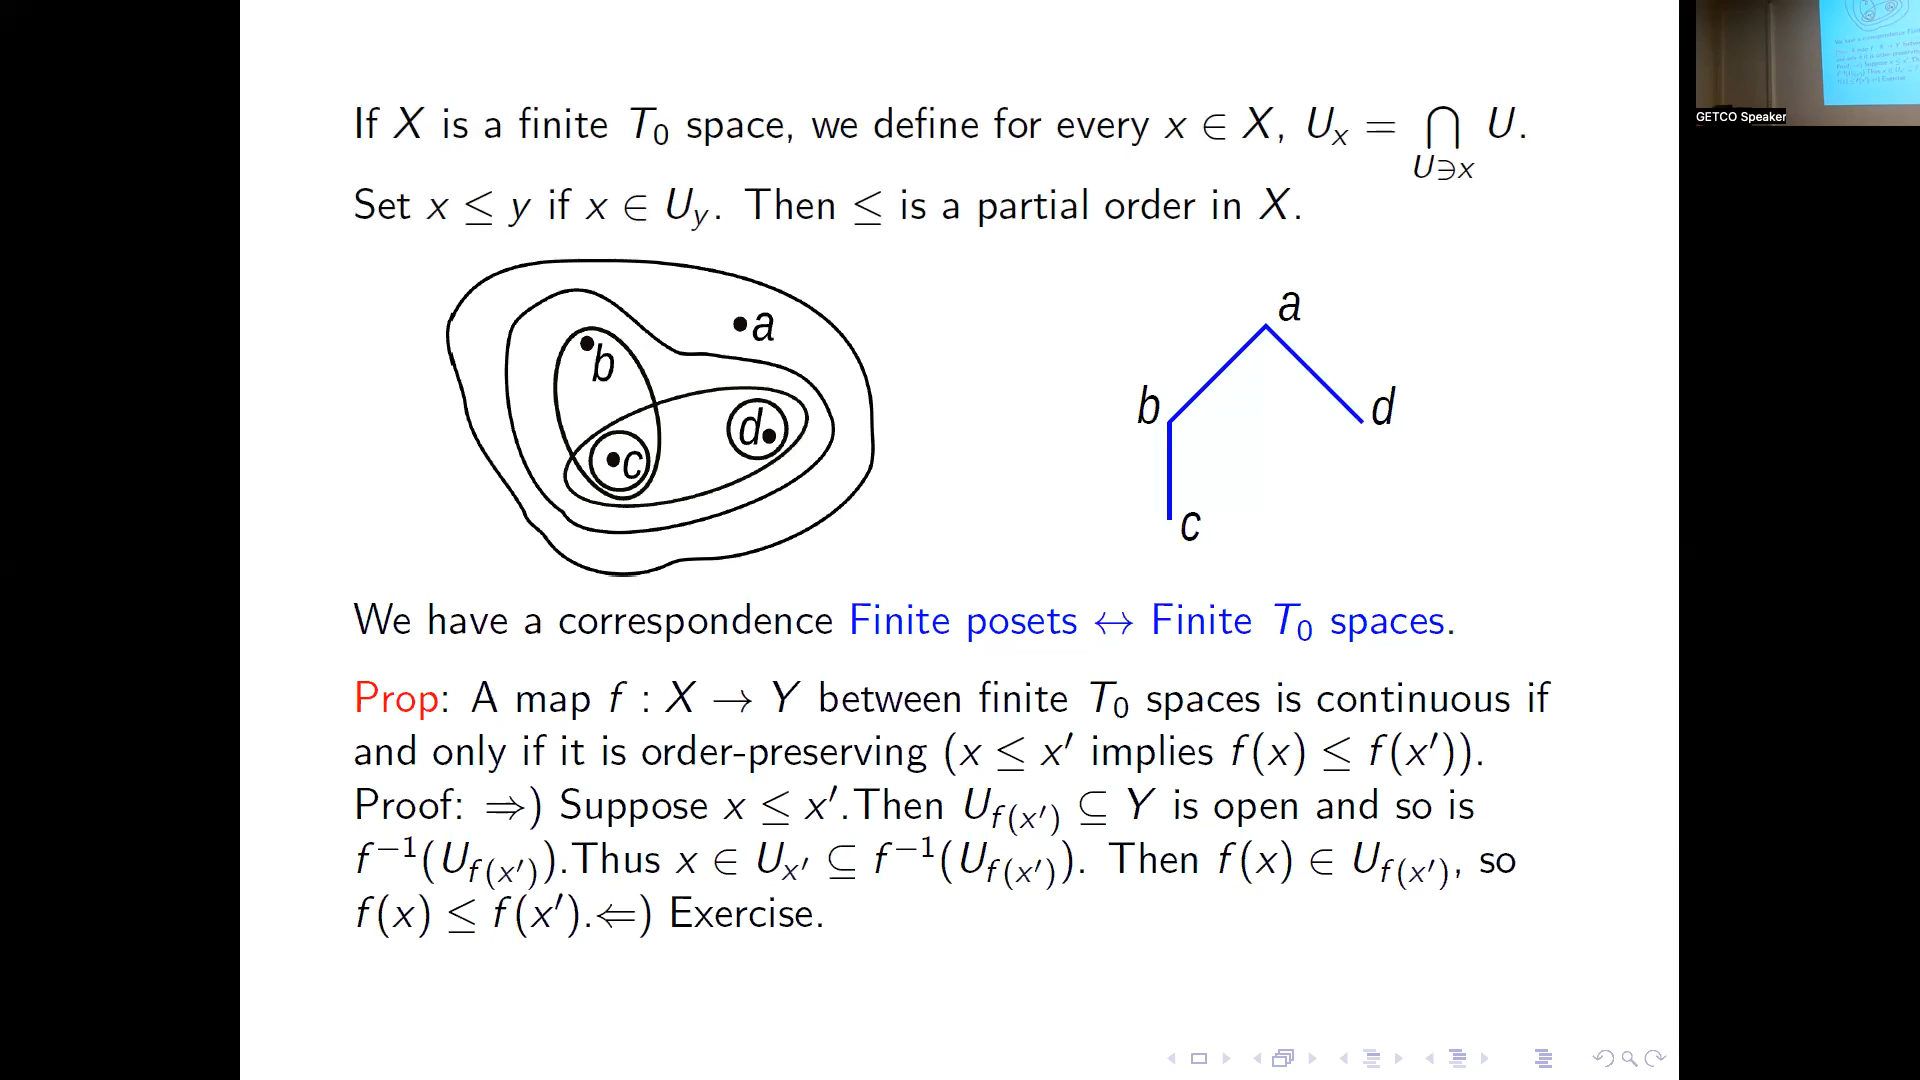 If X is a finite T₀ space, we define for every x ∈ X, Uₓ = ⋂ U.
U∋x
Set x ≤ y if x ∈ U_y. Then ≤ is a partial order in X.
a
b
c
d
a
b
d
c
We have a correspondence Finite posets ↔ Finite T₀ spaces.
Prop: A map f : X → Y between finite T₀ spaces is continuous if
and only if it is order-preserving (x ≤ x′ implies f(x) ≤ f(x′)).
Proof: ⇒) Suppose x ≤ x′.Then U_{f(x′)} ⊆ Y is open and so is
f⁻¹(U_{f(x′)}).Thus x ∈ U_{x′} ⊆ f⁻¹(U_{f(x′)}). Then f(x) ∈ U_{f(x′)}, so
f(x) ≤ f(x′).⇐) Exercise.
GETCO Speaker